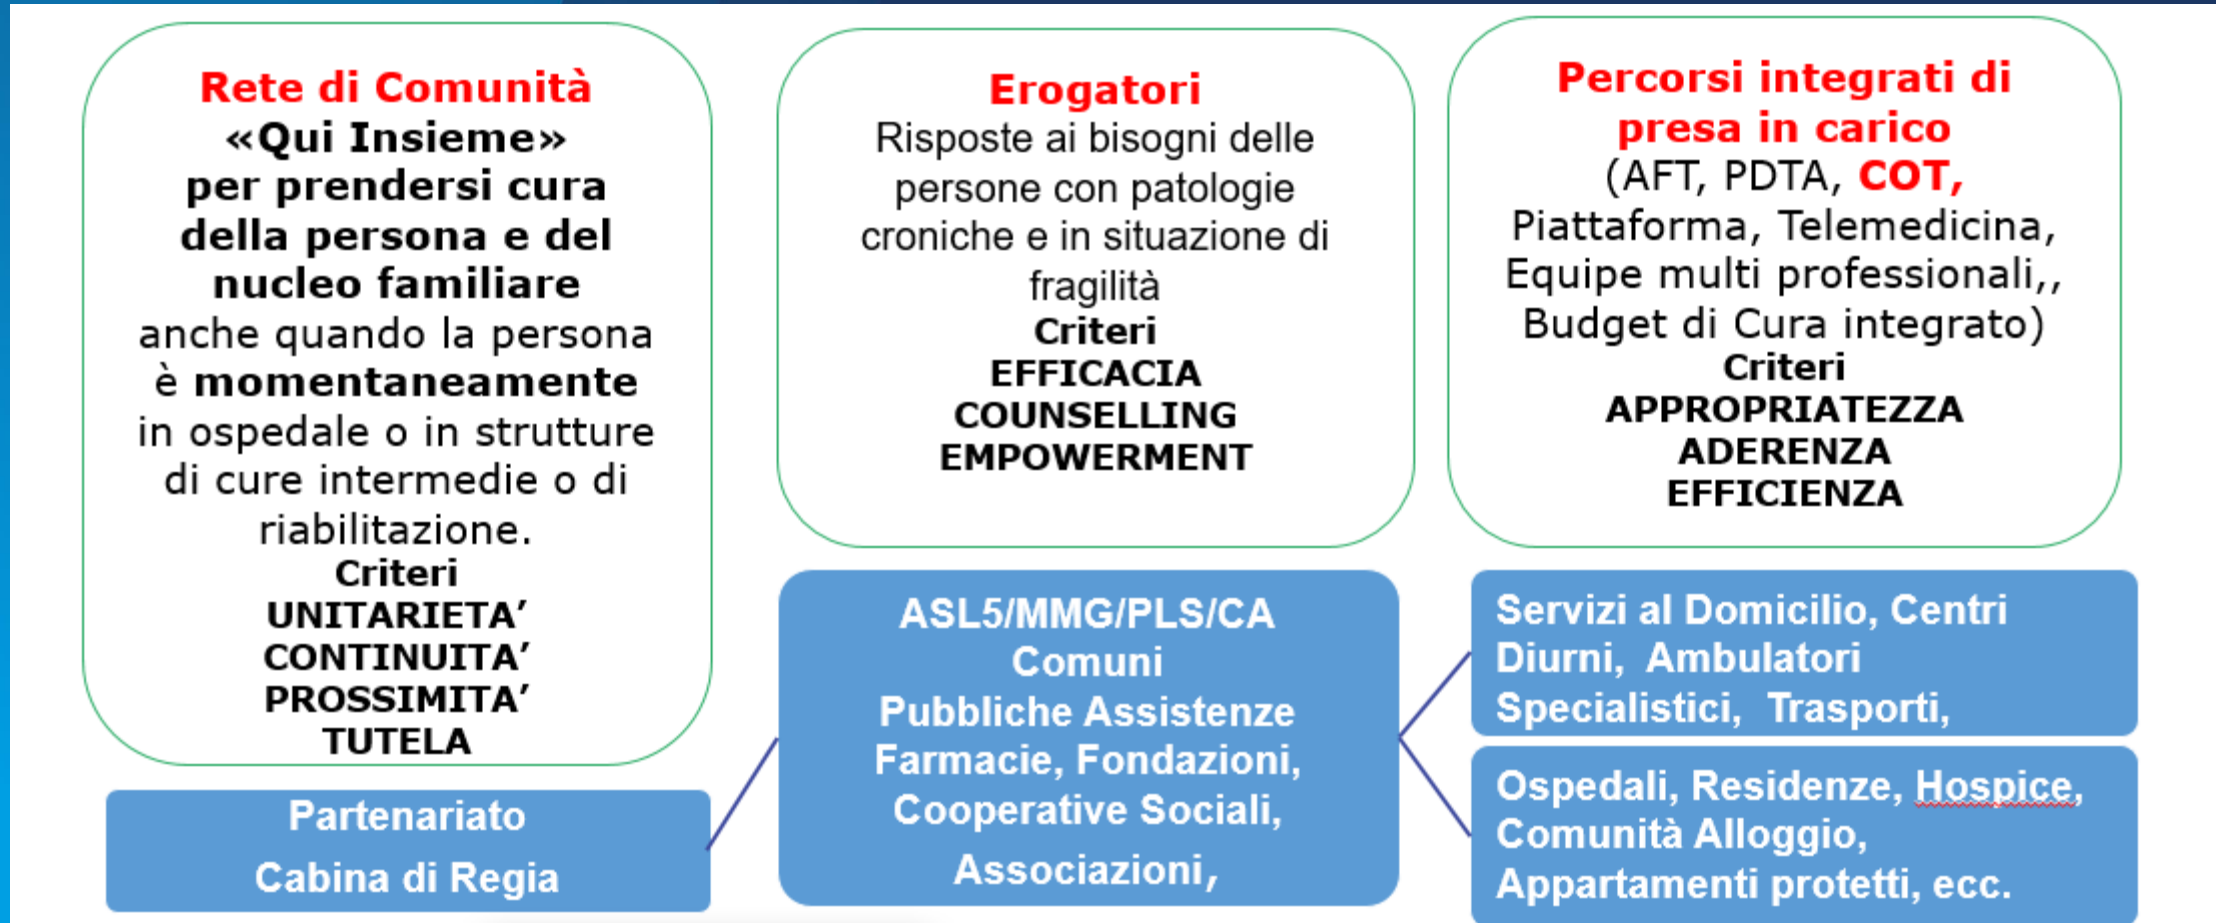 Rete di Comunità
«Qui Insieme»
per prendersi cura
della persona e del
nucleo familiare
anche quando la persona
è momentaneamente
in ospedale o in strutture
di cure intermedie o di
riabilitazione.
Criteri
UNITARIETA’
CONTINUITA’
PROSSIMITA’
TUTELA
Partenariato
Cabina di Regia
Erogatori
Risposte ai bisogni delle
persone con patologie
croniche e in situazione di
fragilità
Criteri
EFFICACIA
COUNSELLING
EMPOWERMENT
ASL5/MMG/PLS/CA
Comuni
Pubbliche Assistenze
Farmacie, Fondazioni,
Cooperative Sociali,
Associazioni,
Percorsi integrati di
presa in carico
(AFT, PDTA, COT,
Piattaforma, Telemedicina,
Equipe multi professionali,,
Budget di Cura integrato)
Criteri
APPROPRIATEZZA
ADERENZA
EFFICIENZA
Servizi al Domicilio, Centri
Diurni, Ambulatori
Specialistici, Trasporti,
Ospedali, Residenze, Hospice,
Comunità Alloggio,
Appartamenti protetti, ecc.